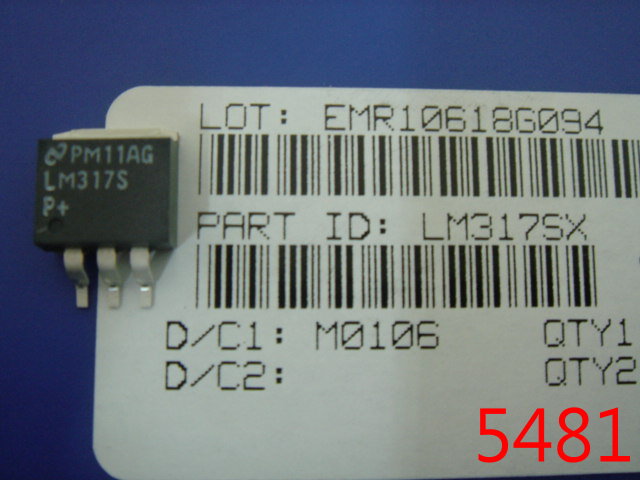 PM11AG
LM317S
P+
LOT: EMR10618G094
PART ID: LM317SX
D/C1: M0106 QTY1
D/C2: QTY2
5481